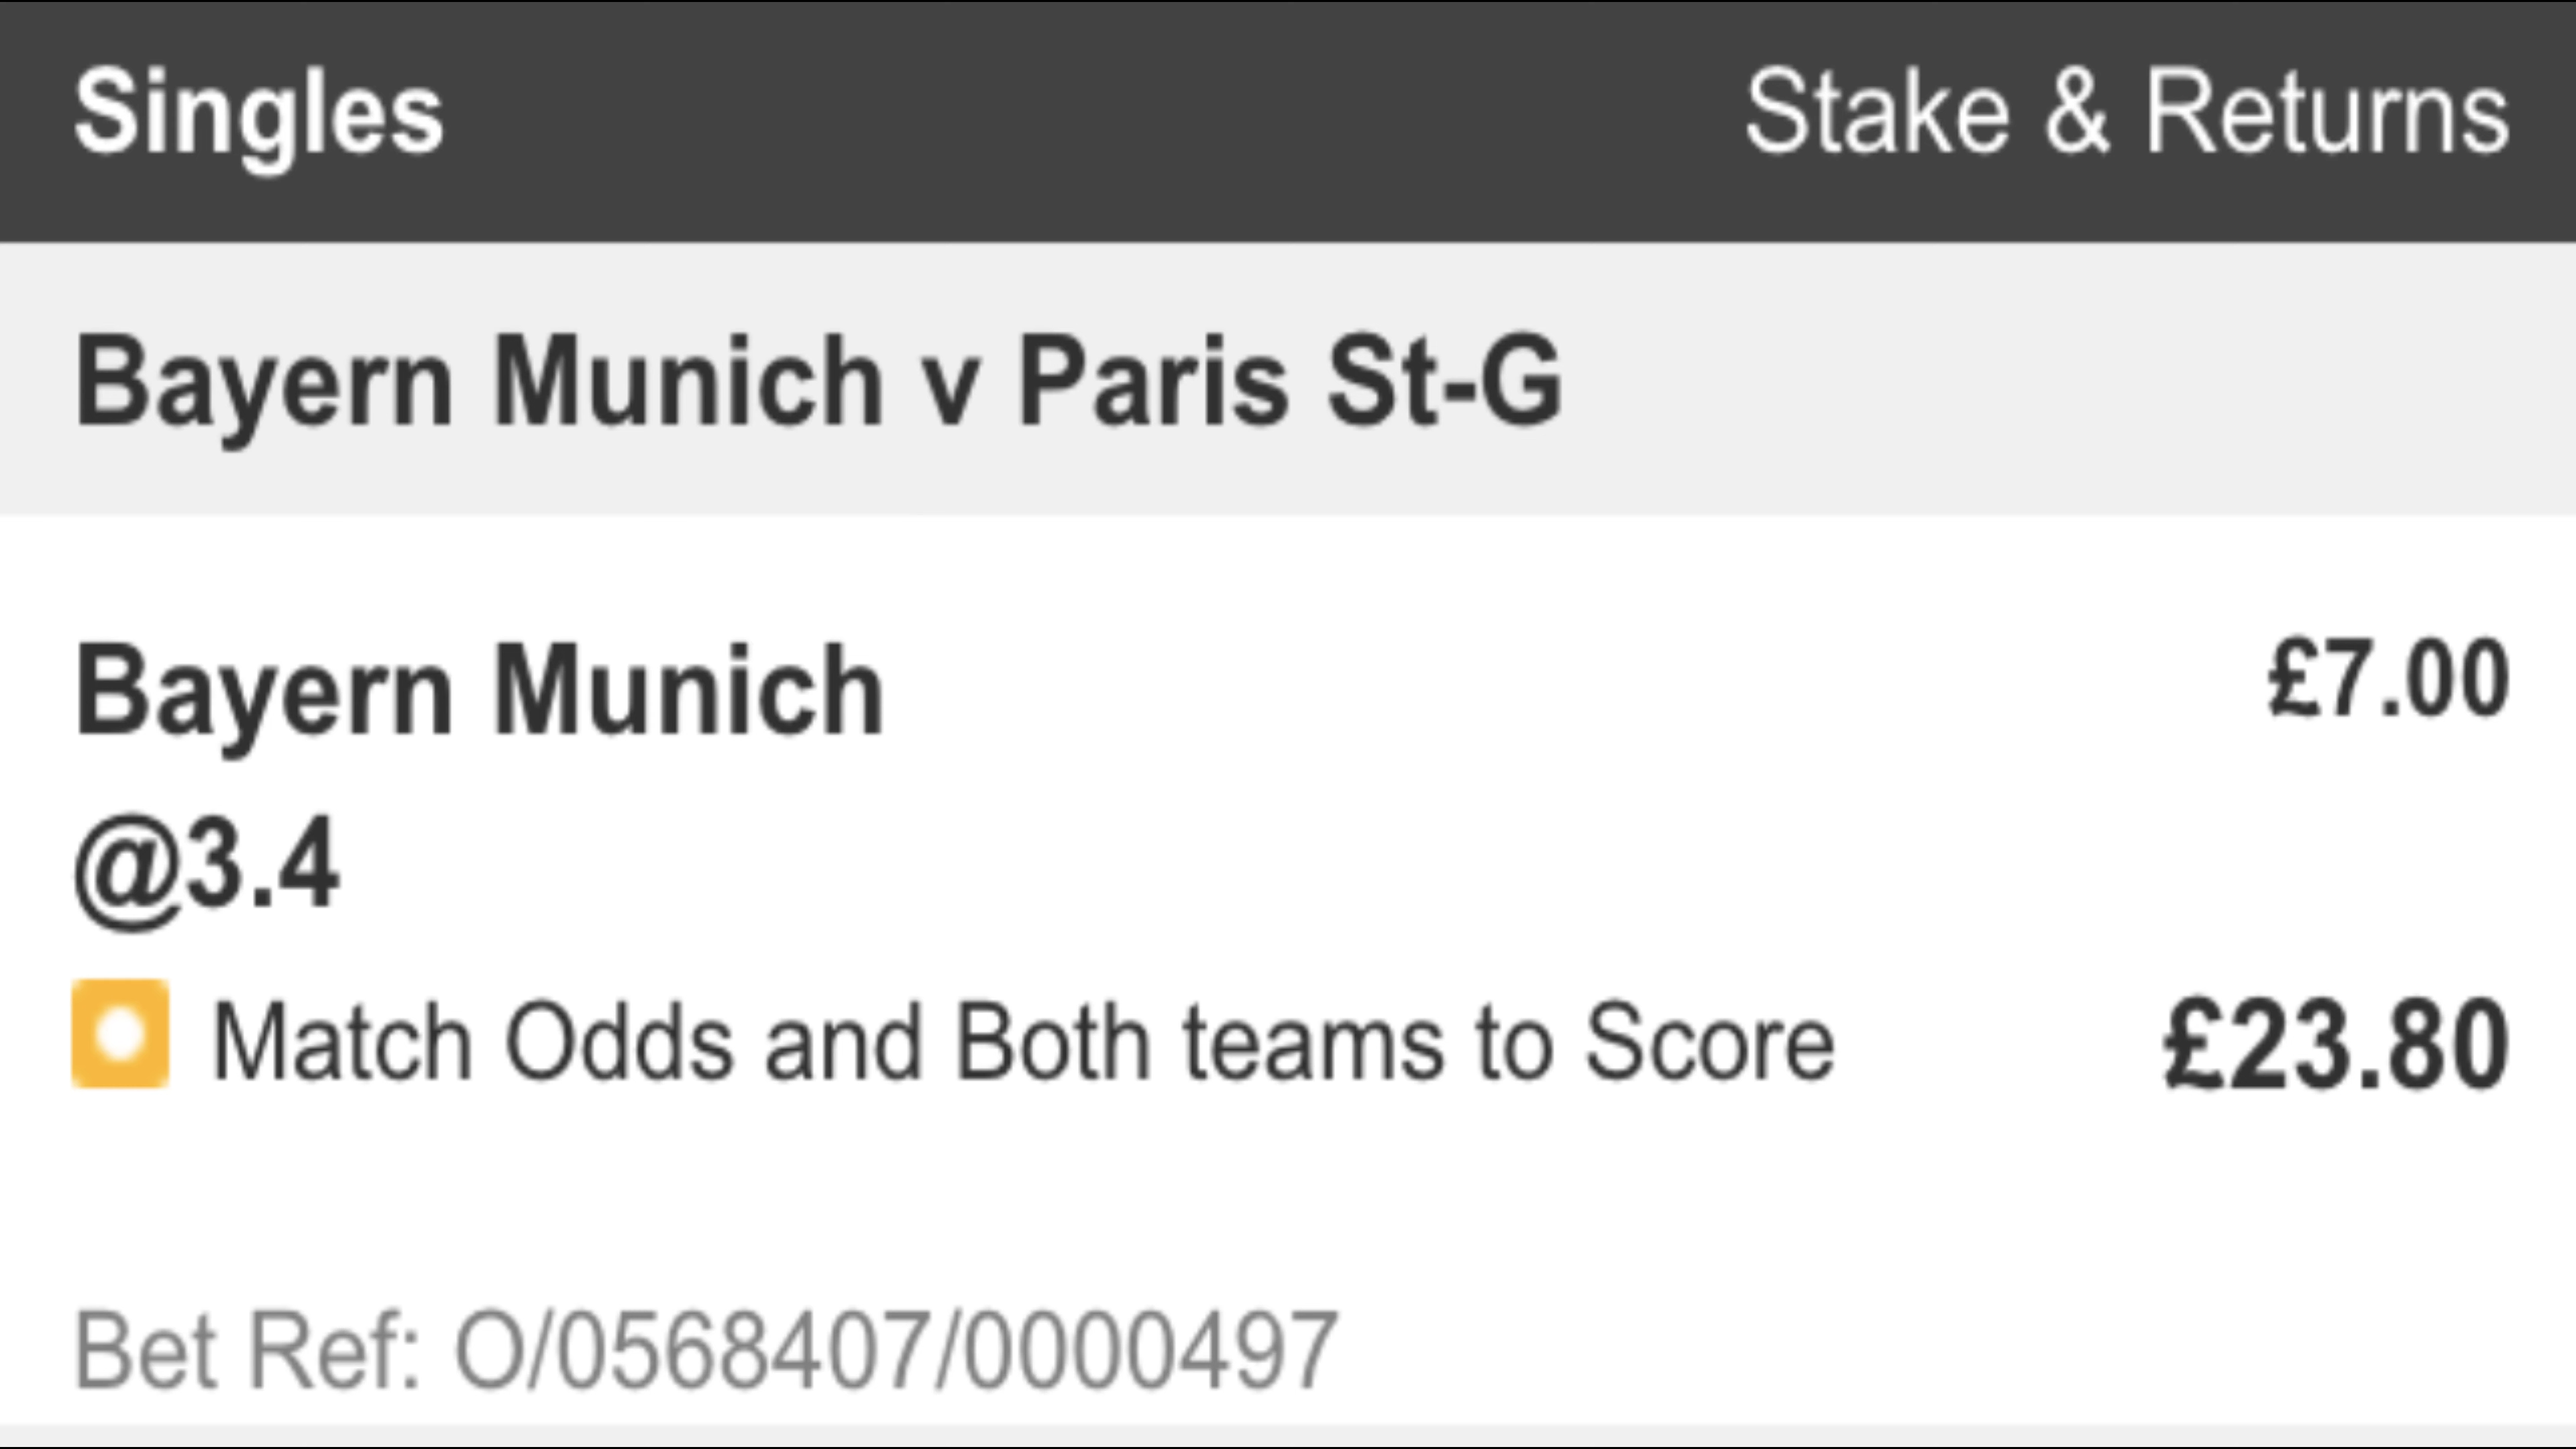 Singles Stake & Returns
Bayern Munich v Paris St-G
Bayern Munich £7.00
@3.4
Match Odds and Both teams to Score £23.80
Bet Ref: O/0568407/0000497